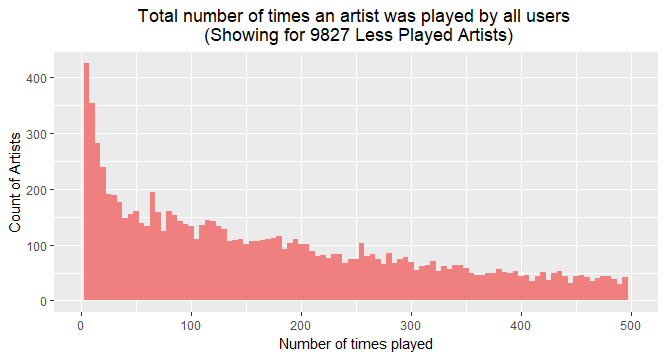 Total number of times an artist was played by all users
(Showing for 9827 Less Played Artists)
400
300
200
100
0
Count of Artists
0 100 200 300 400 500
Number of times played